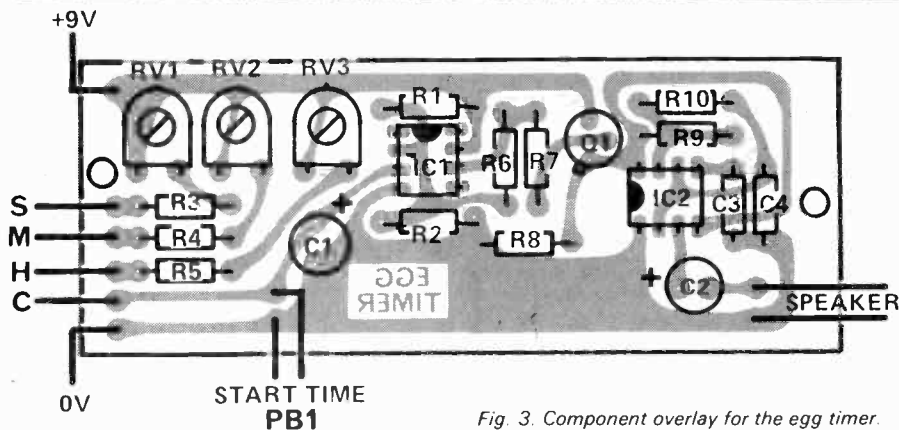 +9V
RV1 RV2 RV3
R1
R10
R9
IC1
R6
R7
Q1
S
R3
IC2
C3
C4
M
R4
R2
H
R5
C1
+
R8
C
EGG
TIMER
+
C2
SPEAKER
0V
START TIME
PB1
Fig. 3. Component overlay for the egg timer.